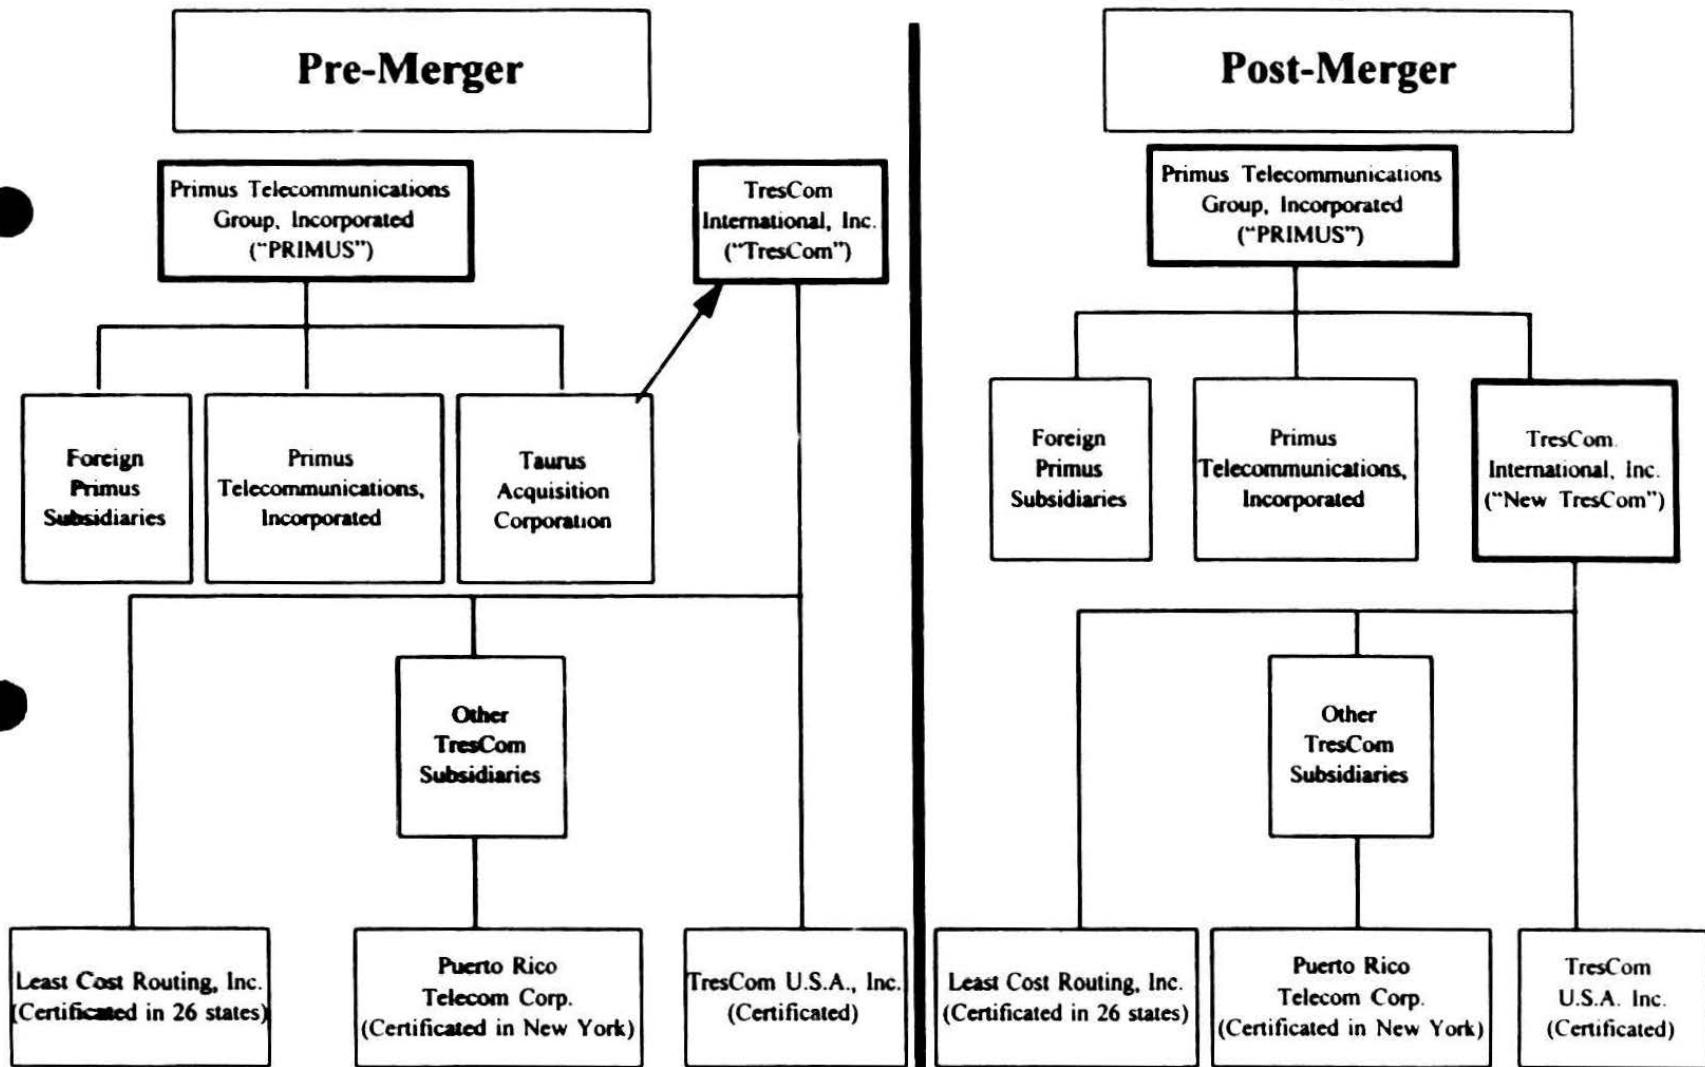 Pre-Merger
Primus Telecommunications
Group, Incorporated
("PRIMUS")
TresCom
International, Inc.
("TresCom")
Foreign
Primus
Subsidiaries
Primus
Telecommunications,
Incorporated
Taurus
Acquisition
Corporation
Other
TresCom
Subsidiaries
Least Cost Routing, Inc.
(Certificated in 26 states)
Puerto Rico
Telecom Corp.
(Certificated in New York)
TresCom U.S.A., Inc.
(Certificated)
Post-Merger
Primus Telecommunications
Group, Incorporated
("PRIMUS")
Foreign
Primus
Subsidiaries
Primus
Telecommunications,
Incorporated
TresCom
International, Inc.
("New TresCom")
Other
TresCom
Subsidiaries
Least Cost Routing, Inc.
(Certificated in 26 states)
Puerto Rico
Telecom Corp.
(Certificated in New York)
TresCom
U.S.A. Inc.
(Certificated)